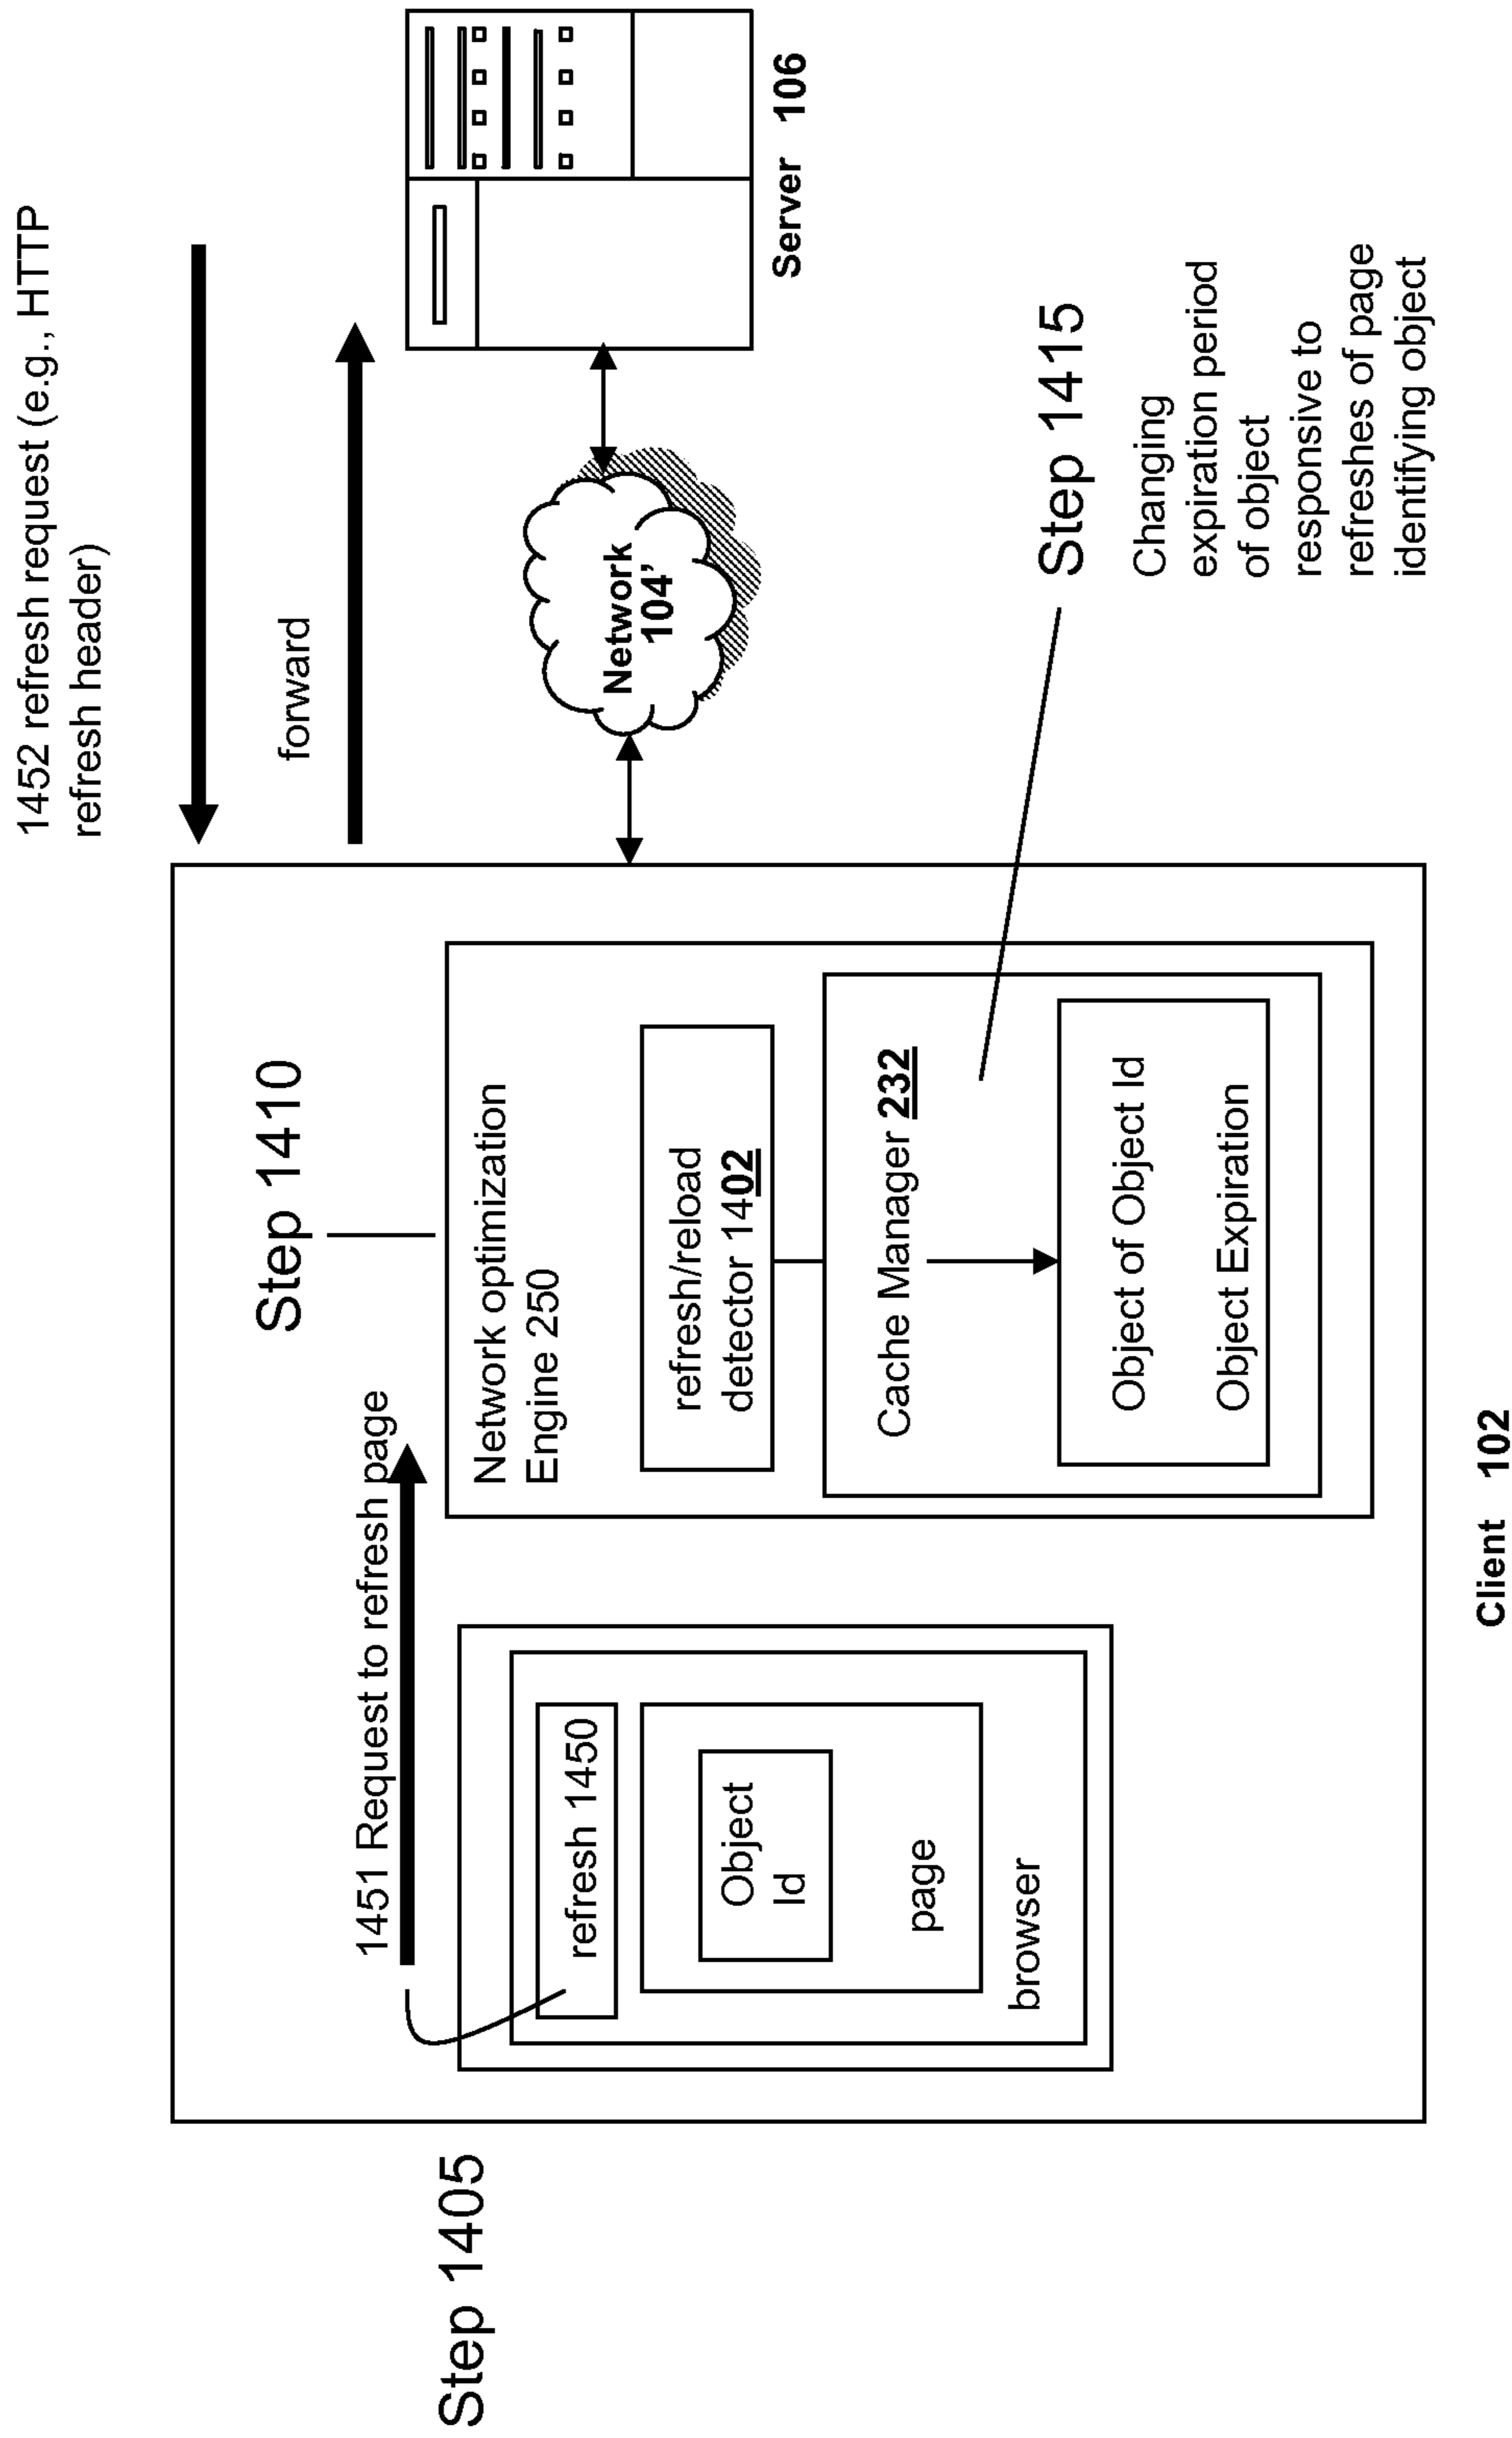 1452 refresh request (e.g., HTTP
refresh header)
forward
Step 1410
1451 Request to refresh page
Step 1405
Network optimization
Engine 250
refresh/reload
detector 1402
Cache Manager 232
Object of Object Id
Object Expiration
refresh 1450
Object
Id
page
browser
Network
104'
Server 106
Step 1415
Changing
expiration period
of object
responsive to
refreshes of page
identifying object
Client 102